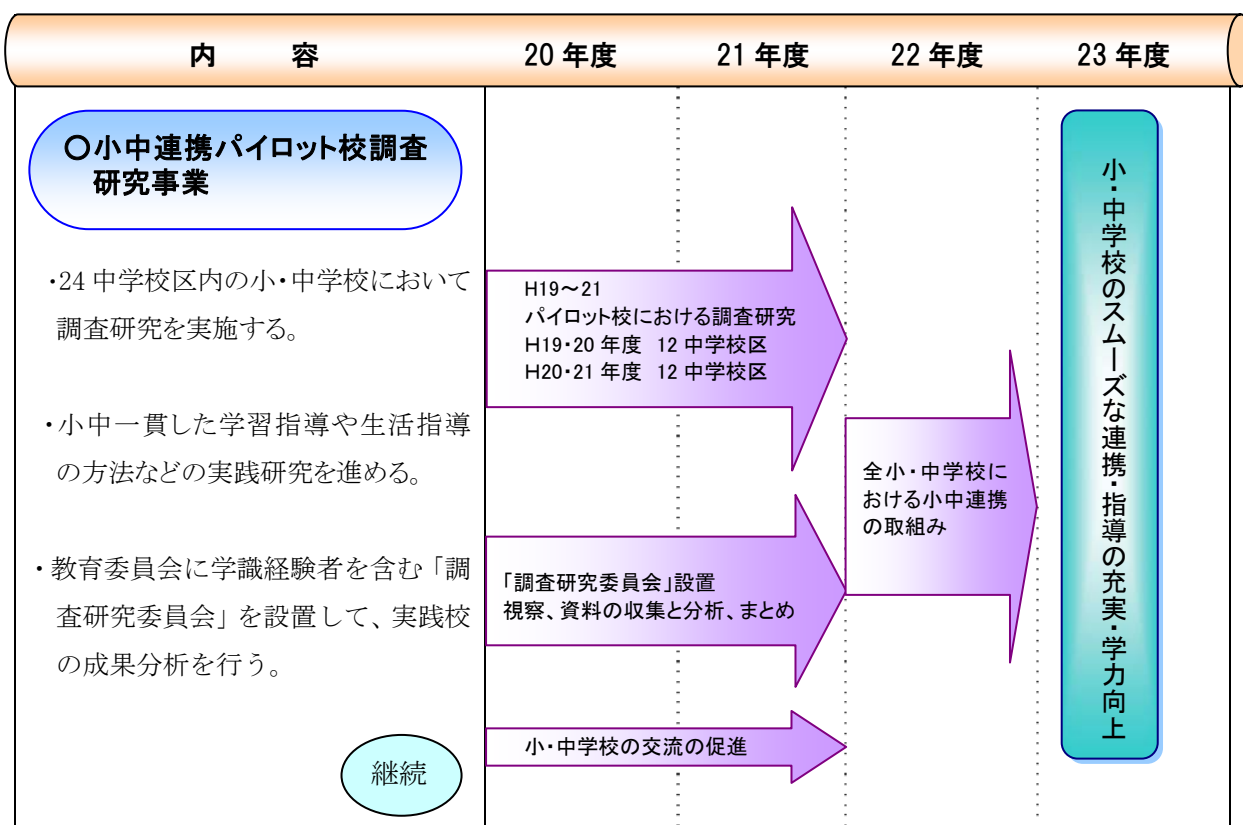 内　容　20年度　21年度　22年度　23年度
〇小中連携パイロット校調査
研究事業
・24中学校区内の小・中学校において
調査研究を実施する。
・小中一貫した学習指導や生活指導
の方法などの実践研究を進める。
・教育委員会に学識経験者を含む「調
査研究委員会」を設置して、実践校
の成果分析を行う。
継続
H19～21
パイロット校における調査研究
H19・20年度　12中学校区
H20・21年度　12中学校区
「調査研究委員会」設置
視察、資料の収集と分析、まとめ
小・中学校の交流の促進
全小・中学校に
おける小中連携
の取組み
小・中学校のスムーズな連携・指導の充実・学力向上